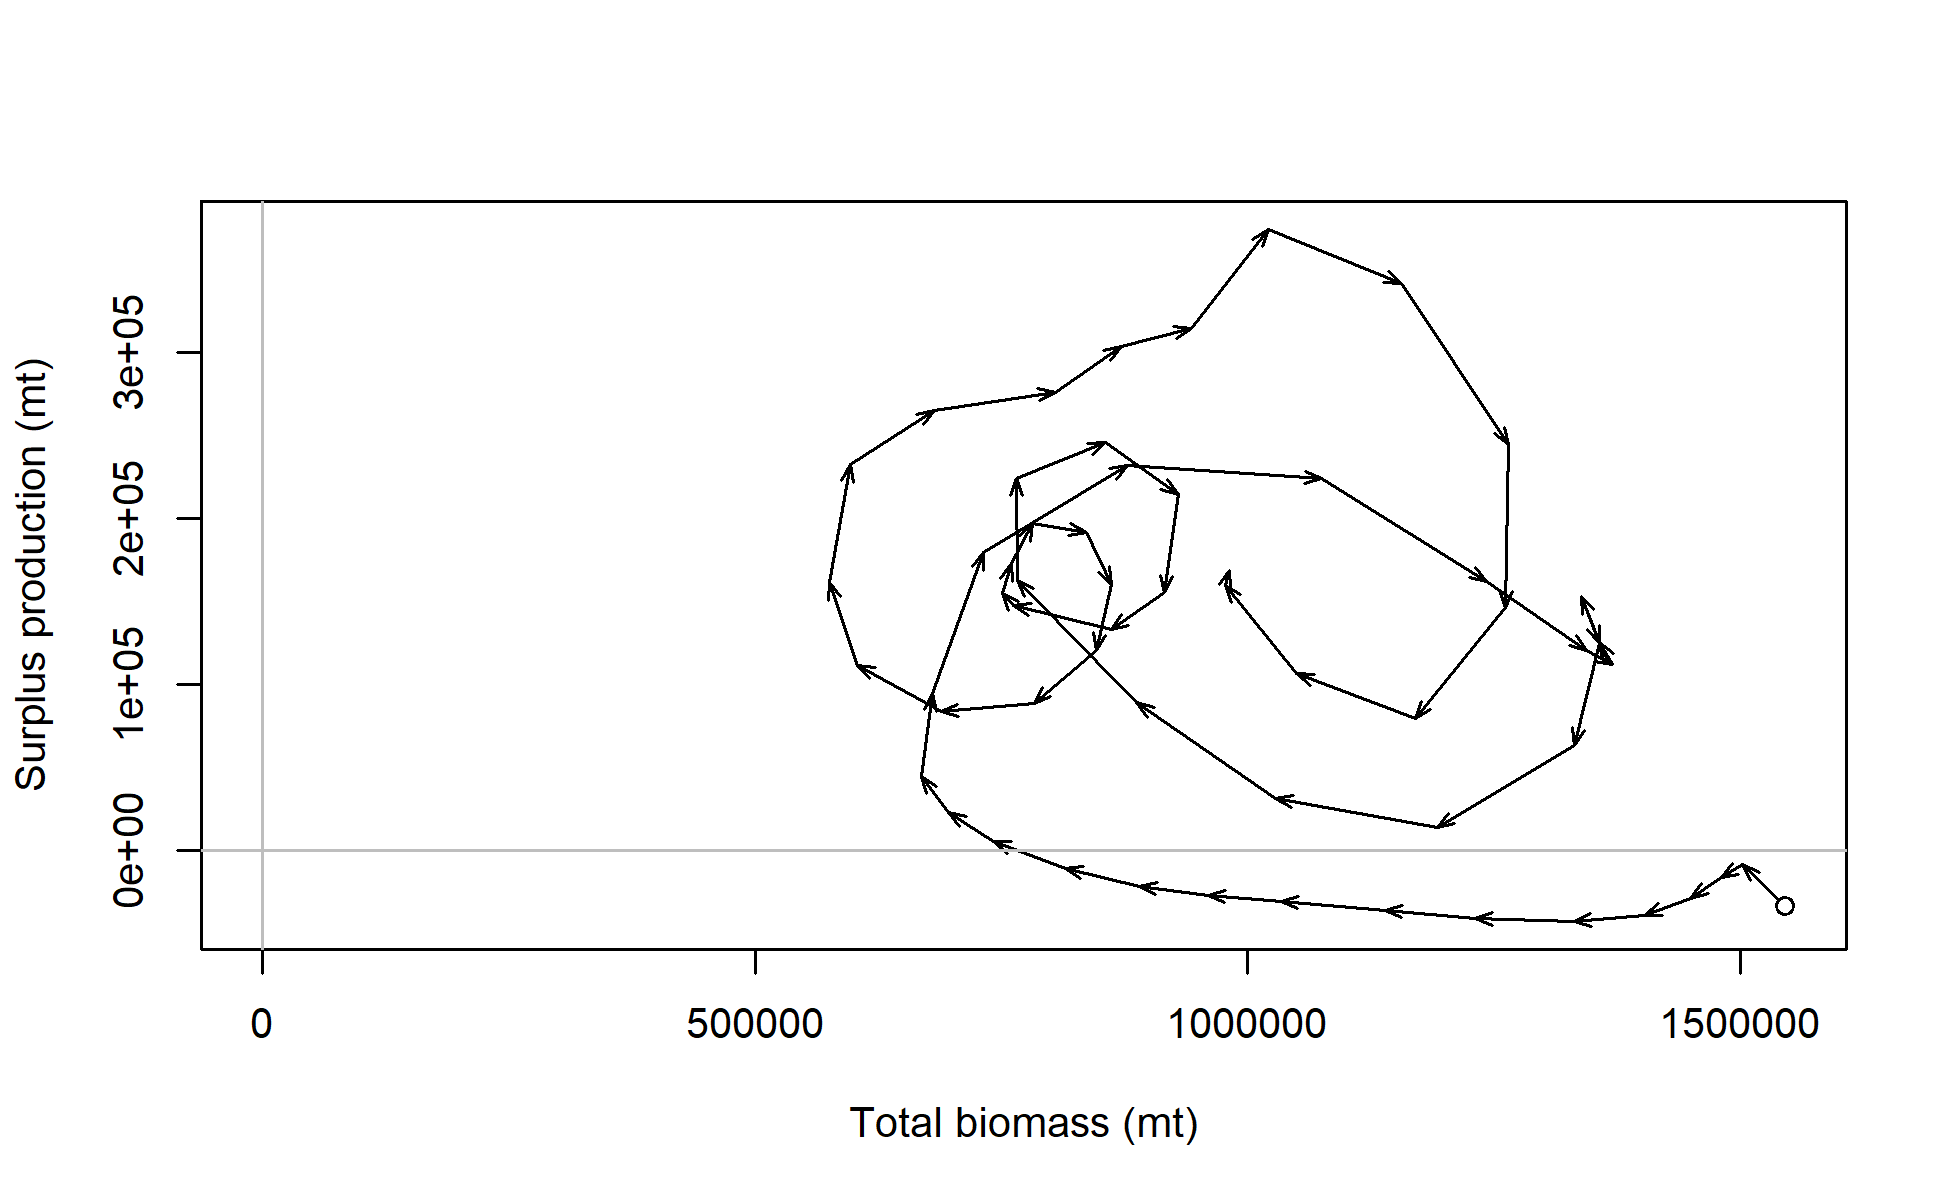 Surplus production (mt)
3e+05
2e+05
1e+05
0e+00
0 500000 1000000 1500000
Total biomass (mt)